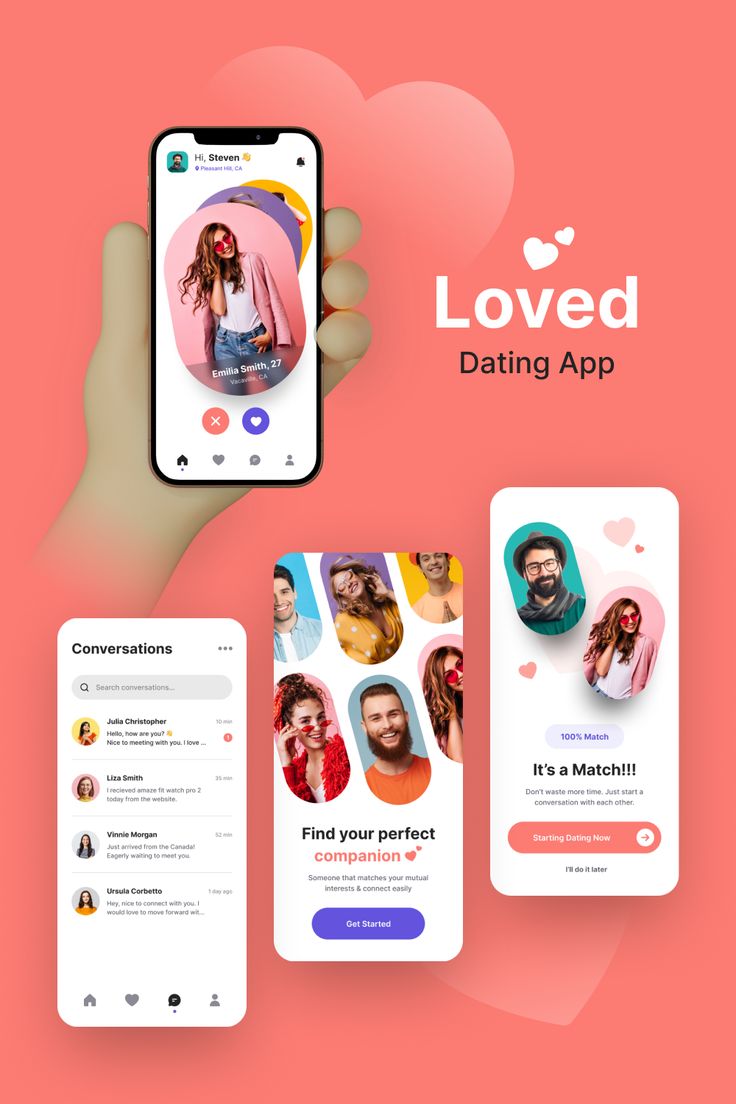 Hi, Steven 👋
Pleasant Hill, CA
Emilia Smith, 27
Vacaville, CA
Loved
Dating App
Conversations
Search conversations...
Julia Christopher 10 min
Hello, how are you? 👋
Nice to meeting with you. I love ... 1
Liza Smith 35 min
I recieved amaze fit watch pro 2
today from the website.
Vinnie Morgan 52 min
Just arrived from the Canada!
Eagerly waiting to meet you.
Ursula Corbetto 1 day ago
Hey, nice to connect with you. I
would love to move forward wit...
Find your perfect
companion
Someone that matches your mutual
interests & connect easily
Get Started
100% Match
It's a Match!!!
Don't waste more time. Just start a
conversation with each other.
Starting Dating Now
I'll do it later